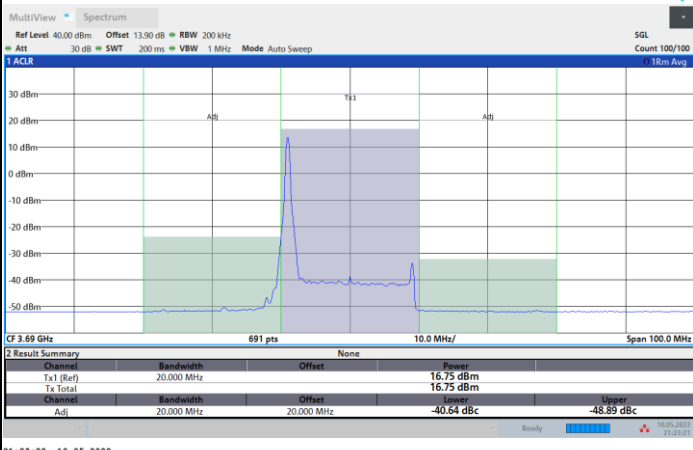 MultiView Spectrum
Ref Level 40.00 dBm Offset 13.90 dB RBW 200 kHz SGL
Att 30 dB SWT 200 ms VBW 1 MHz Mode Auto Sweep Count 100/100
1 ACLR 1Rm Avg
30 dBm
Tx1
20 dBm
Adj Adj
10 dBm
0 dBm
-10 dBm
-20 dBm
-30 dBm
-40 dBm
-50 dBm
CF 3.69 GHz 691 pts 10.0 MHz/ Span 100.0 MHz
2 Result Summary None
Channel Bandwidth Offset Power
Tx1 (Ref) 20.000 MHz 16.75 dBm
Tx Total 16.75 dBm
Channel Bandwidth Offset Lower Upper
Adj 20.000 MHz 20.000 MHz -40.64 dBc -48.89 dBc
Ready 10.05.2022
21:23:21